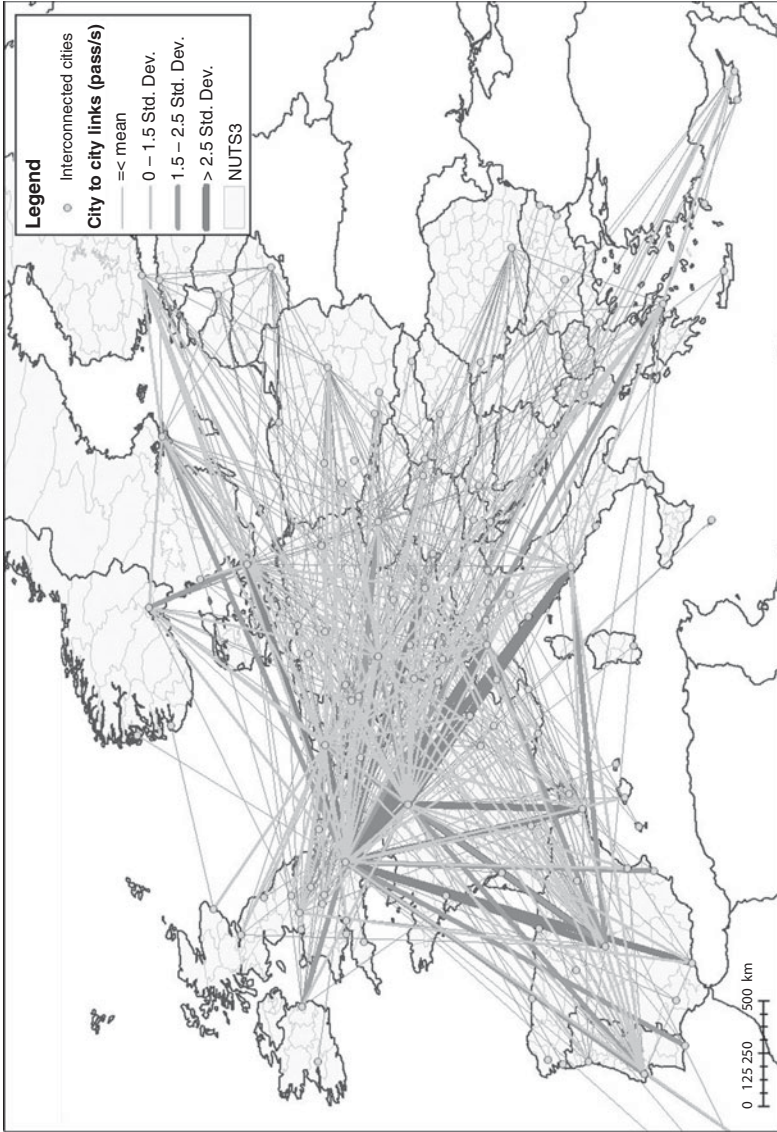 Legend
Interconnected cities
City to city links (pass/s)
=< mean
0 – 1.5 Std. Dev.
1.5 – 2.5 Std. Dev.
> 2.5 Std. Dev.
NUTS3
0 125 250 500 km